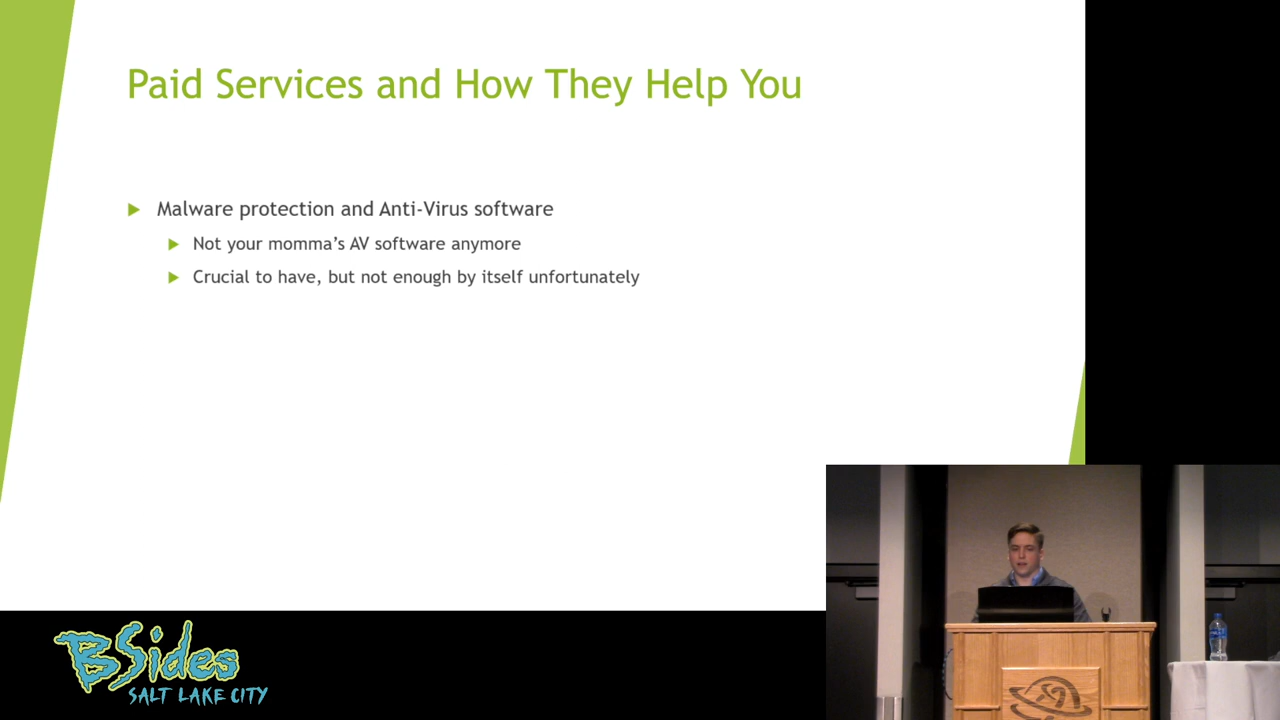 Paid Services and How They Help You
Malware protection and Anti-Virus software
Not your momma's AV software anymore
Crucial to have, but not enough by itself unfortunately
BSides
SALT LAKE CITY